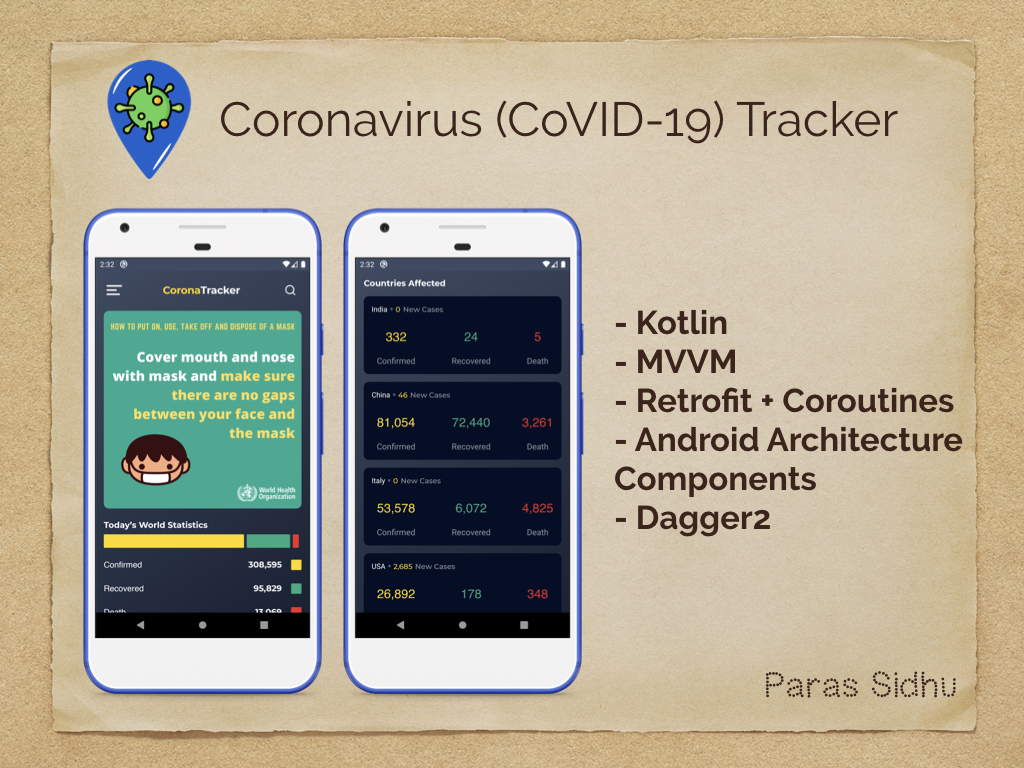 Coronavirus (CoVID-19) Tracker
2:32
CoronaTracker
HOW TO PUT ON, USE, TAKE OFF AND DISPOSE OF A MASK
Cover mouth and nose
with mask and make sure
there are no gaps
between your face and
the mask
World Health
Organization
Today's World Statistics
Confirmed 308,595
Recovered 95,829
Death 13,069
2:32
Countries Affected
India • 0 New Cases
332 24 5
Confirmed Recovered Death
China • 46 New Cases
81,054 72,440 3,261
Confirmed Recovered Death
Italy • 0 New Cases
53,578 6,072 4,825
Confirmed Recovered Death
USA • 2,685 New Cases
26,892 178 348
- Kotlin
- MVVM
- Retrofit + Coroutines
- Android Architecture
Components
- Dagger2
Paras Sidhu